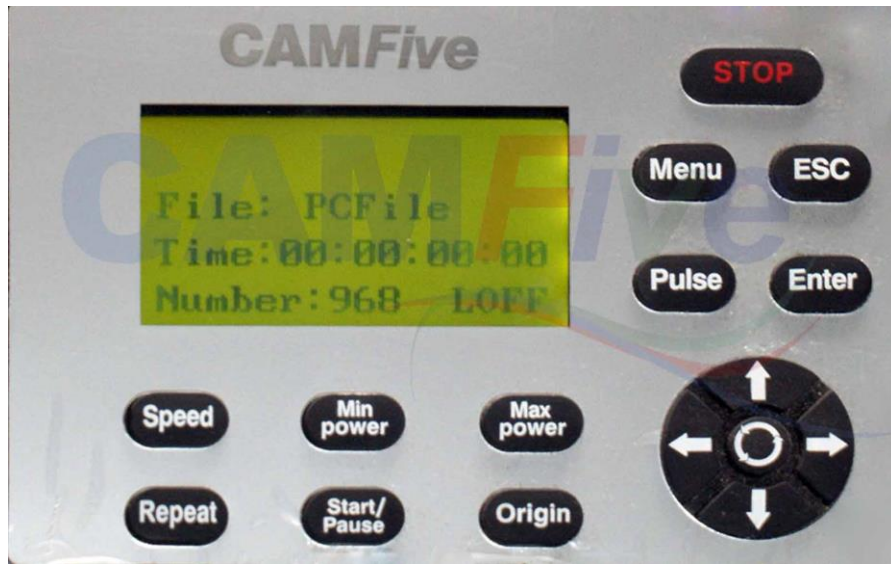 CAMFive
STOP
CAMFive
Menu
ESC
File: PCFile
Time:00:00:00:00
Number:968 LOFF
Pulse
Enter
Speed
Min
power
Max
power
Repeat
Start/
Pause
Origin